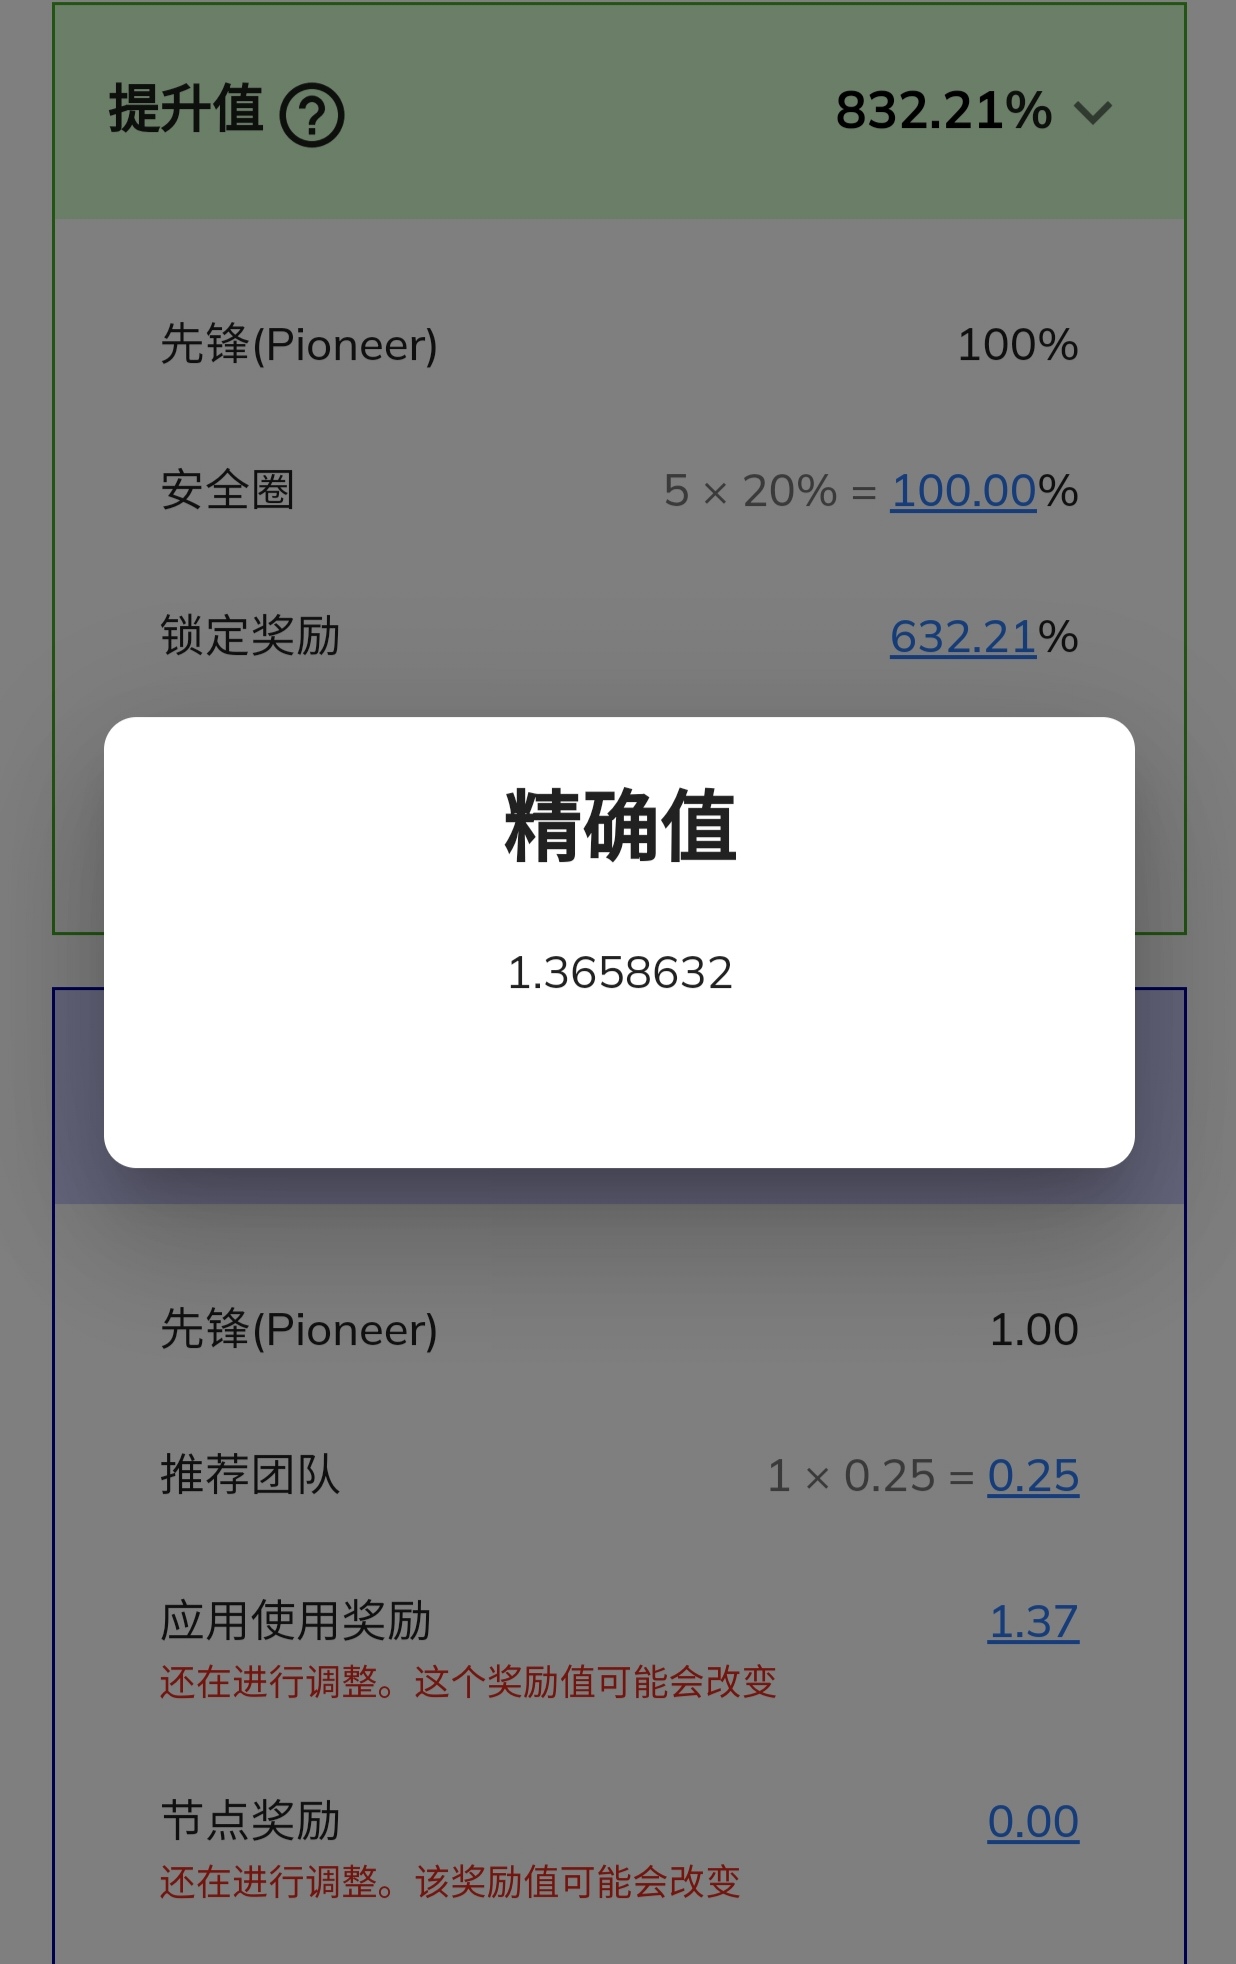 提升值 ? 832.21%
先锋(Pioneer) 100%
安全圈 5 × 20% = 100.00%
锁定奖励 632.21%
精确值
1.3658632
先锋(Pioneer) 1.00
推荐团队 1 × 0.25 = 0.25
应用使用奖励 1.37
还在进行调整。这个奖励值可能会改变
节点奖励 0.00
还在进行调整。该奖励值可能会改变